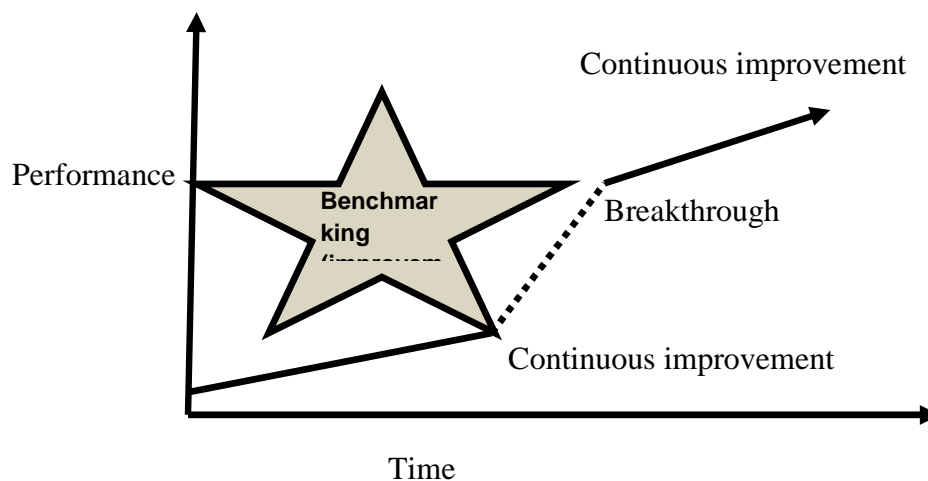 Continuous improvement
Performance
Benchmar
king
Breakthrough
Continuous improvement
Time